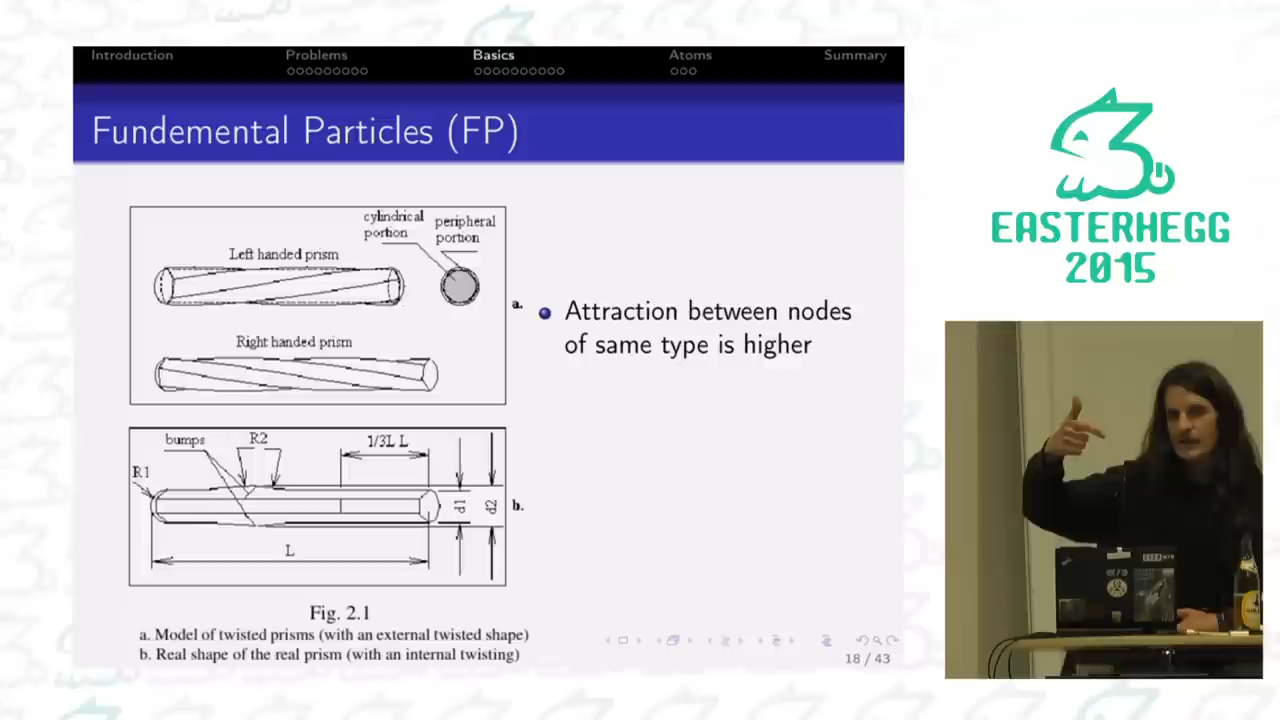 Introduction
Problems
Basics
Atoms
Summary
Fundemental Particles (FP)
cylindrical
portion
peripheral
portion
Left handed prism
a.
Right handed prism
Attraction between nodes
of same type is higher
bumps
R2
1/3L L
R1
d1
d2
b.
L
Fig. 2.1
a. Model of twisted prisms (with an external twisted shape)
b. Real shape of the real prism (with an internal twisting)
18 / 43
EASTERHEGG
2015